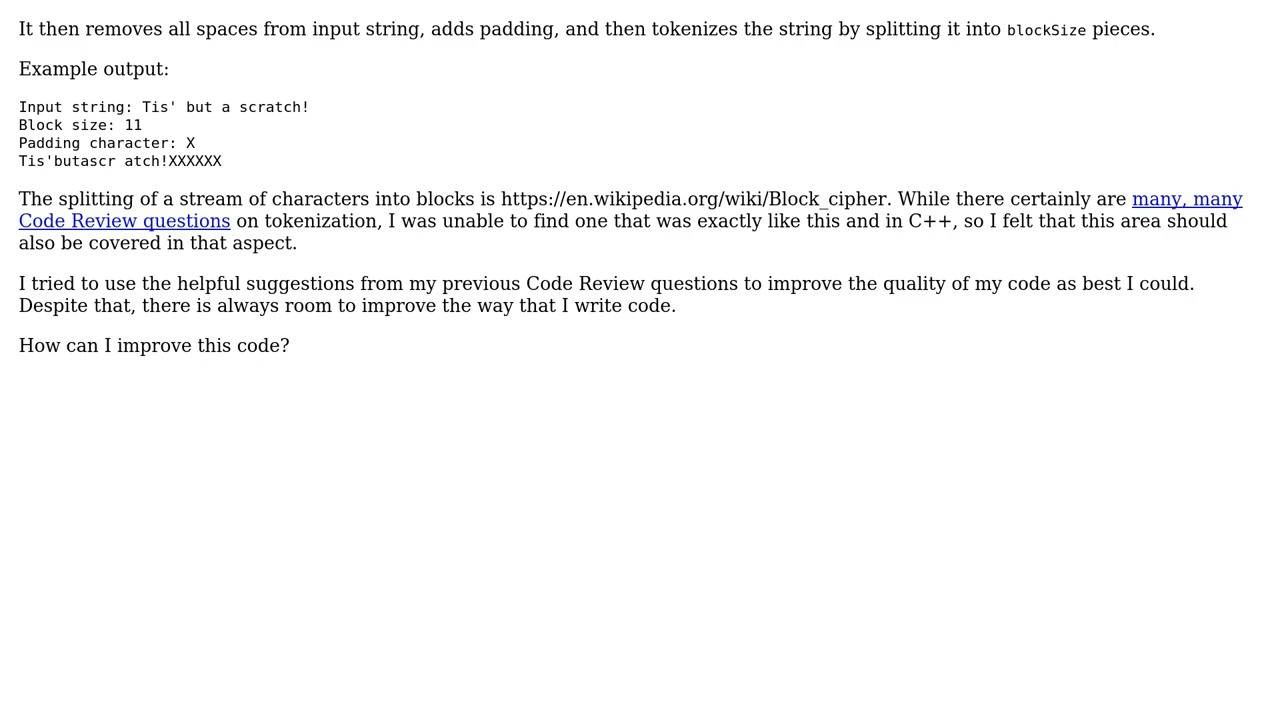 It then removes all spaces from input string, adds padding, and then tokenizes the string by splitting it into blockSize pieces.
Example output:
Input string: Tis' but a scratch!
Block size: 11
Padding character: X
Tis'butascr atch!XXXXXX
The splitting of a stream of characters into blocks is https://en.wikipedia.org/wiki/Block_cipher. While there certainly are many, many
Code Review questions on tokenization, I was unable to find one that was exactly like this and in C++, so I felt that this area should
also be covered in that aspect.
I tried to use the helpful suggestions from my previous Code Review questions to improve the quality of my code as best I could.
Despite that, there is always room to improve the way that I write code.
How can I improve this code?